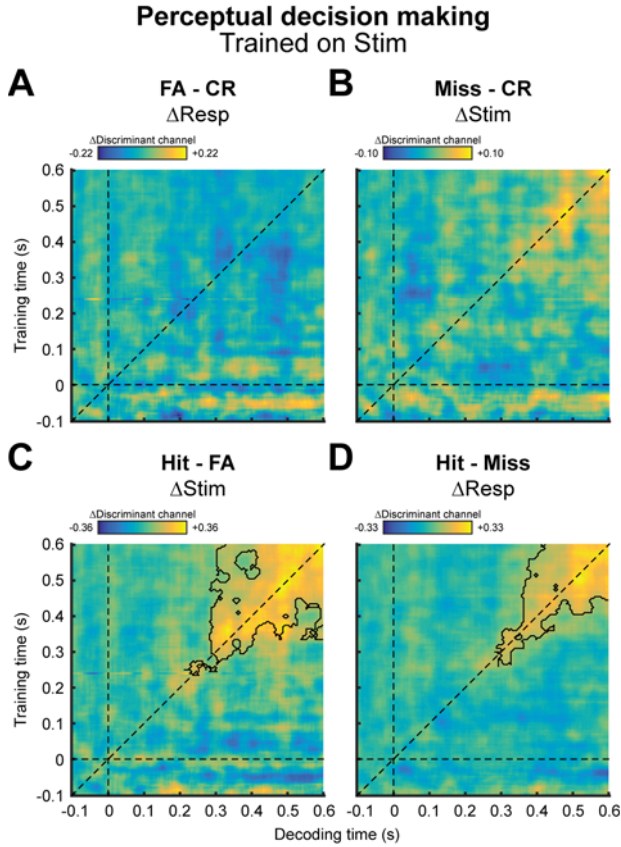 Perceptual decision making
Trained on Stim
A
FA - CR
ΔResp
ΔDiscriminant channel
-0.22 +0.22
B
Miss - CR
ΔStim
ΔDiscriminant channel
-0.10 +0.10
Training time (s)
0.6
0.5
0.4
0.3
0.2
0.1
0
-0.1
C
Hit - FA
ΔStim
ΔDiscriminant channel
-0.36 +0.36
D
Hit - Miss
ΔResp
ΔDiscriminant channel
-0.33 +0.33
Training time (s)
0.6
0.5
0.4
0.3
0.2
0.1
0
-0.1
-0.1 0 0.1 0.2 0.3 0.4 0.5 0.6
-0.1 0 0.1 0.2 0.3 0.4 0.5 0.6
Decoding time (s)